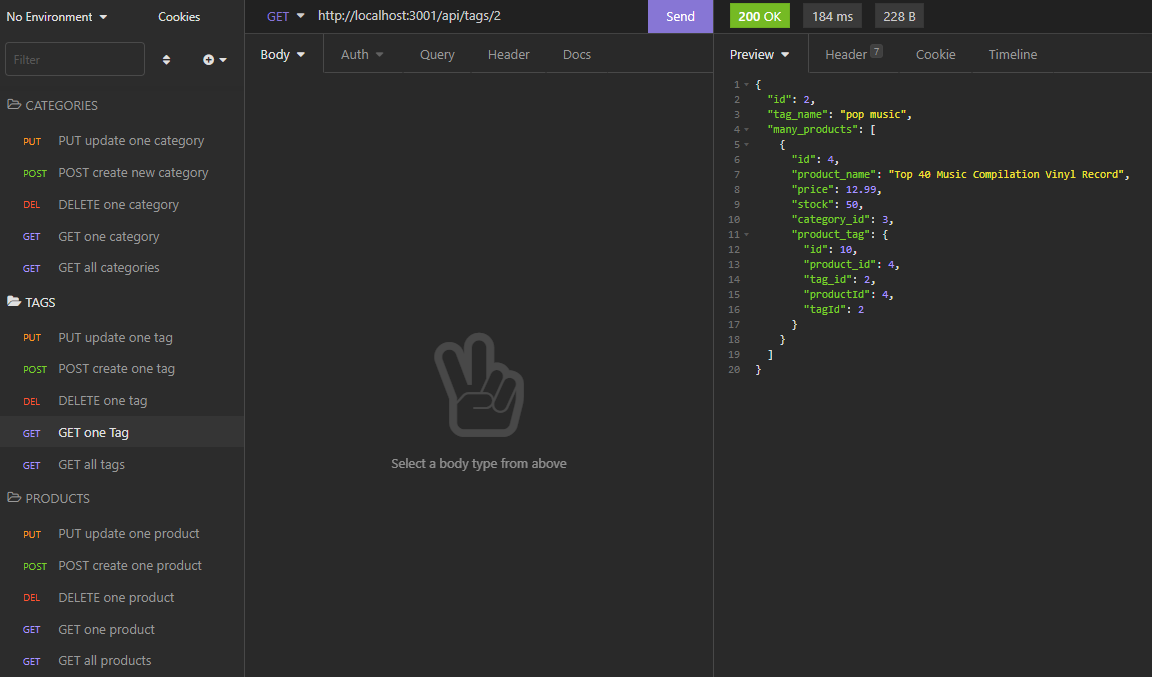 No Environment
Cookies
Filter
CATEGORIES
PUT PUT update one category
POST POST create new category
DEL DELETE one category
GET GET one category
GET GET all categories
TAGS
PUT PUT update one tag
POST POST create one tag
DEL DELETE one tag
GET GET one Tag
GET GET all tags
PRODUCTS
PUT PUT update one product
POST POST create one product
DEL DELETE one product
GET GET one product
GET GET all products
GET http://localhost:3001/api/tags/2 Send
Body Auth Query Header Docs
Select a body type from above
200 OK 184 ms 228 B
Preview Header 7 Cookie Timeline
1 {
2 "id": 2,
3 "tag_name": "pop music",
4 "many_products": [
5 {
6 "id": 4,
7 "product_name": "Top 40 Music Compilation Vinyl Record",
8 "price": 12.99,
9 "stock": 50,
10 "category_id": 3,
11 "product_tag": {
12 "id": 10,
13 "product_id": 4,
14 "tag_id": 2,
15 "productId": 4,
16 "tagId": 2
17 }
18 }
19 ]
20 }